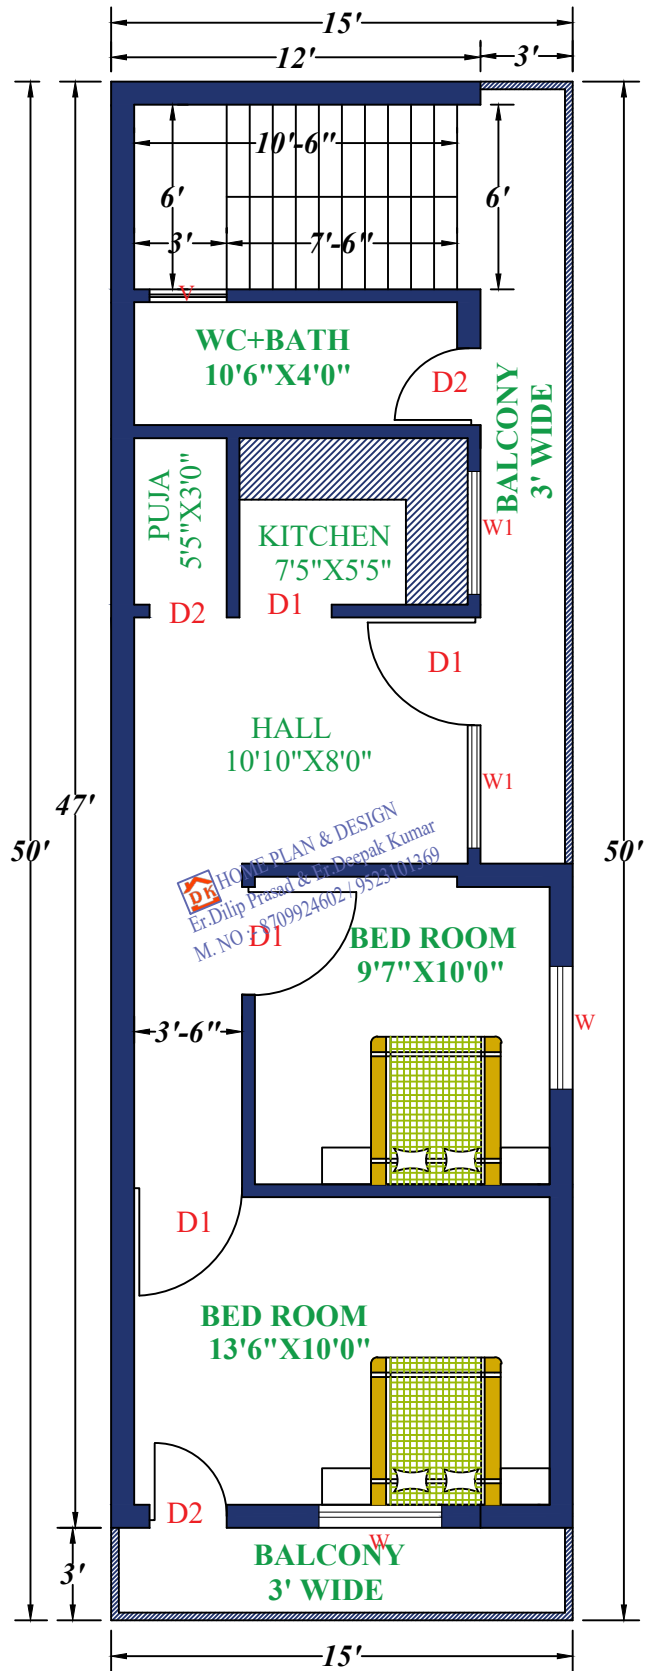 15'
12'
3'
10'-6"
6'
6'
3'
7'-6"
V
WC+BATH
10'6"X4'0"
D2
BALCONY
3' WIDE
PUJA
5'5"X3'0"
KITCHEN
7'5"X5'5"
W1
D2
D1
D1
HALL
10'10"X8'0"
W1
47'
50'
50'
HOME PLAN & DESIGN
DK
Er.Dilip Prasad & Er.Deepak Kumar
M. NO :- 8709924602 / 9523101369
D1
BED ROOM
9'7"X10'0"
W
3'-6"
D1
BED ROOM
13'6"X10'0"
D2
W
BALCONY
3' WIDE
3'
15'